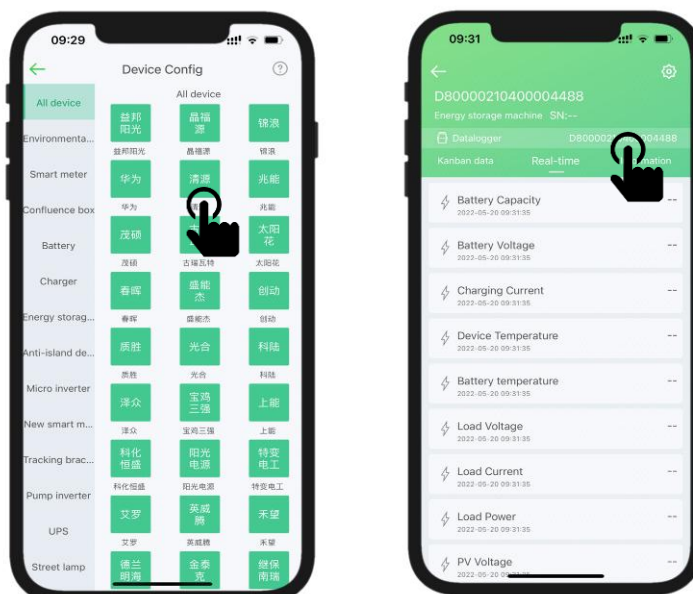 09:29
Device Config
?
All device
Environmenta...
Smart meter
Confluence box
Battery
Charger
Energy storag...
Anti-island de...
Micro inverter
New smart m...
Tracking brac...
Pump inverter
UPS
Street lamp
All device
益邦 晶福 锦浪
阳光 源
益邦阳光 晶福源 锦浪
华为 清源 兆能
华为 兆能
茂硕 太阳
花
茂硕 古瑞瓦特 太阳花
春晖 盛能 创动
杰
春晖 盛能杰 创动
质胜 光合 科陆
质胜 光合 科陆
泽众 宝鸡 上能
三强
泽众 宝鸡三强 上能
科化 阳光 特变
恒盛 电源 电工
科化恒盛 阳光电源 特变电工
艾罗 英威 禾望
腾
艾罗 英威腾 禾望
德兰 金泰 继保
明海 克 南瑞
09:31
D80000210400004488
Energy storage machine SN:--
Datalogger
Kanban data Real-time
Battery Capacity --
2022-05-20 09:31:35
Battery Voltage --
2022-05-20 09:31:35
Charging Current --
2022-05-20 09:31:35
Device Temperature --
2022-05-20 09:31:35
Battery temperature --
2022-05-20 09:31:35
Load Voltage --
2022-05-20 09:31:35
Load Current --
2022-05-20 09:31:35
Load Power --
2022-05-20 09:31:35
PV Voltage --
2022-05-20